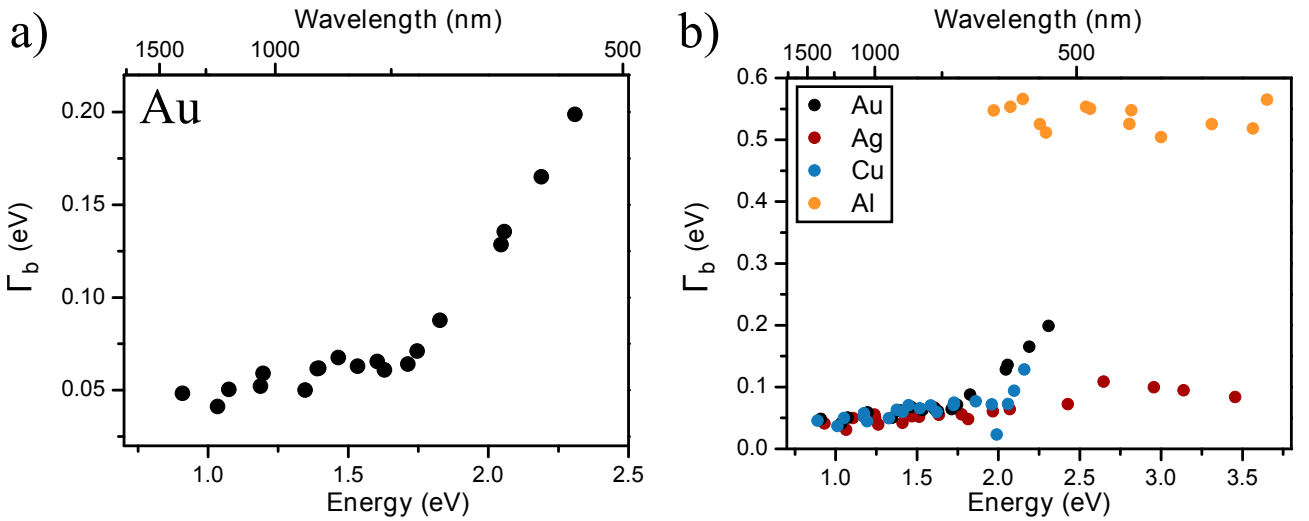 a)
Wavelength (nm)
1500 1000 500
Au
0.20
0.15
0.10
0.05
Γb (eV)
1.0 1.5 2.0 2.5
Energy (eV)
b)
Wavelength (nm)
1500 1000 500
0.6
0.5
0.4
0.3
0.2
0.1
0.0
Γb (eV)
Au
Ag
Cu
Al
1.0 1.5 2.0 2.5 3.0 3.5
Energy (eV)